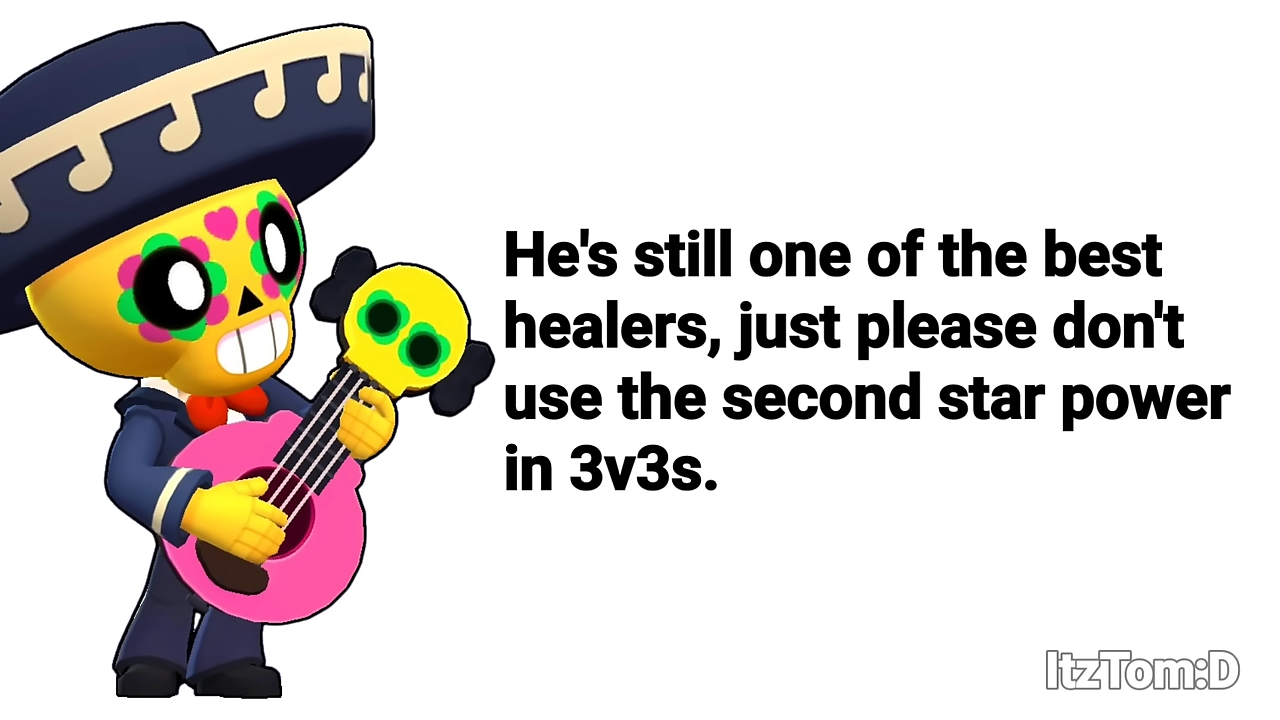 He's still one of the best
healers, just please don't
use the second star power
in 3v3s.
ItzTom:D